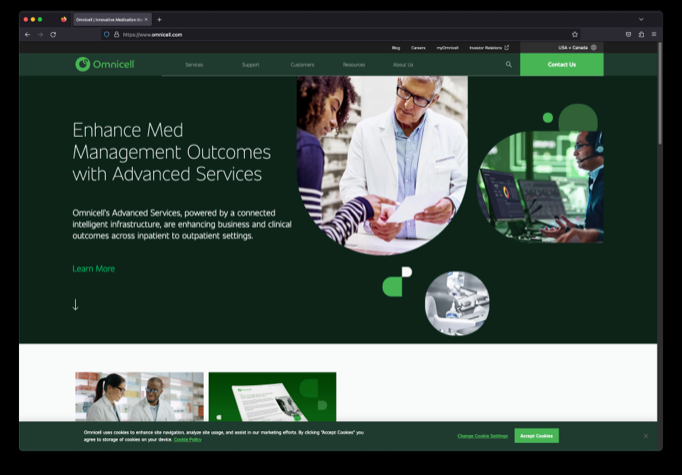 Omnicell | Innovative Medication M
https://www.omnicell.com
Blog Careers myOmnicell Investor Relations USA + Canada
Omnicell Services Support Customers Resources About Us Contact Us
Enhance Med
Management Outcomes
with Advanced Services
Omnicell's Advanced Services, powered by a connected
intelligent infrastructure, are enhancing business and clinical
outcomes across inpatient to outpatient settings.
Learn More
Omnicell uses cookies to enhance site navigation, analyze site usage, and assist in our marketing efforts. By clicking "Accept Cookies" you
agree to storage of cookies on your device. Cookie Policy
Change Cookie Settings
Accept Cookies